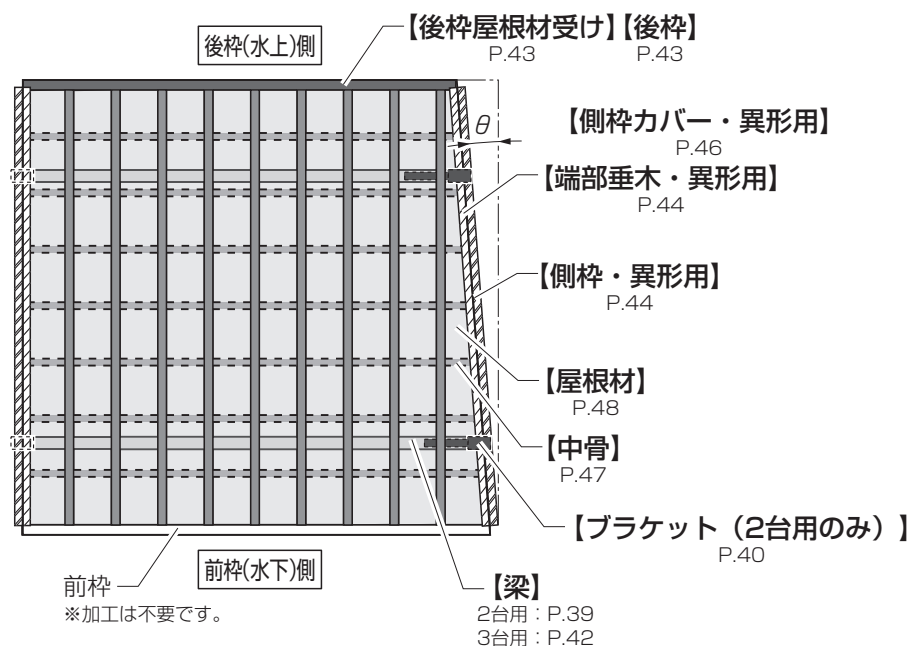 後枠(水上)側
【後枠屋根材受け】【後枠】
P.43 P.43
θ
【側枠カバー・異形用】
P.46
【端部垂木・異形用】
P.44
【側枠・異形用】
P.44
【屋根材】
P.48
【中骨】
P.47
【ブラケット（2台用のみ）】
P.40
前枠(水下)側
前枠
※加工は不要です。
【梁】
2台用：P.39
3台用：P.42